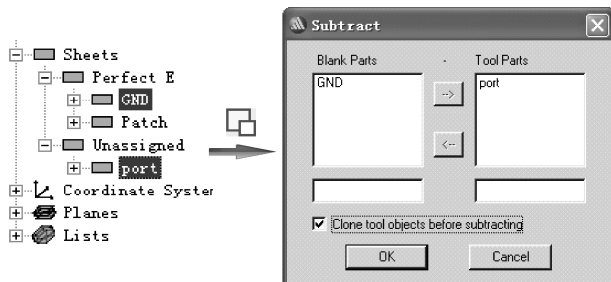 Sheets
Perfect E
GND
Patch
Unassigned
port
Coordinate System
Planes
Lists
Subtract
Blank Parts
Tool Parts
GND
port
-->
<--
Clone tool objects before subtracting
OK
Cancel